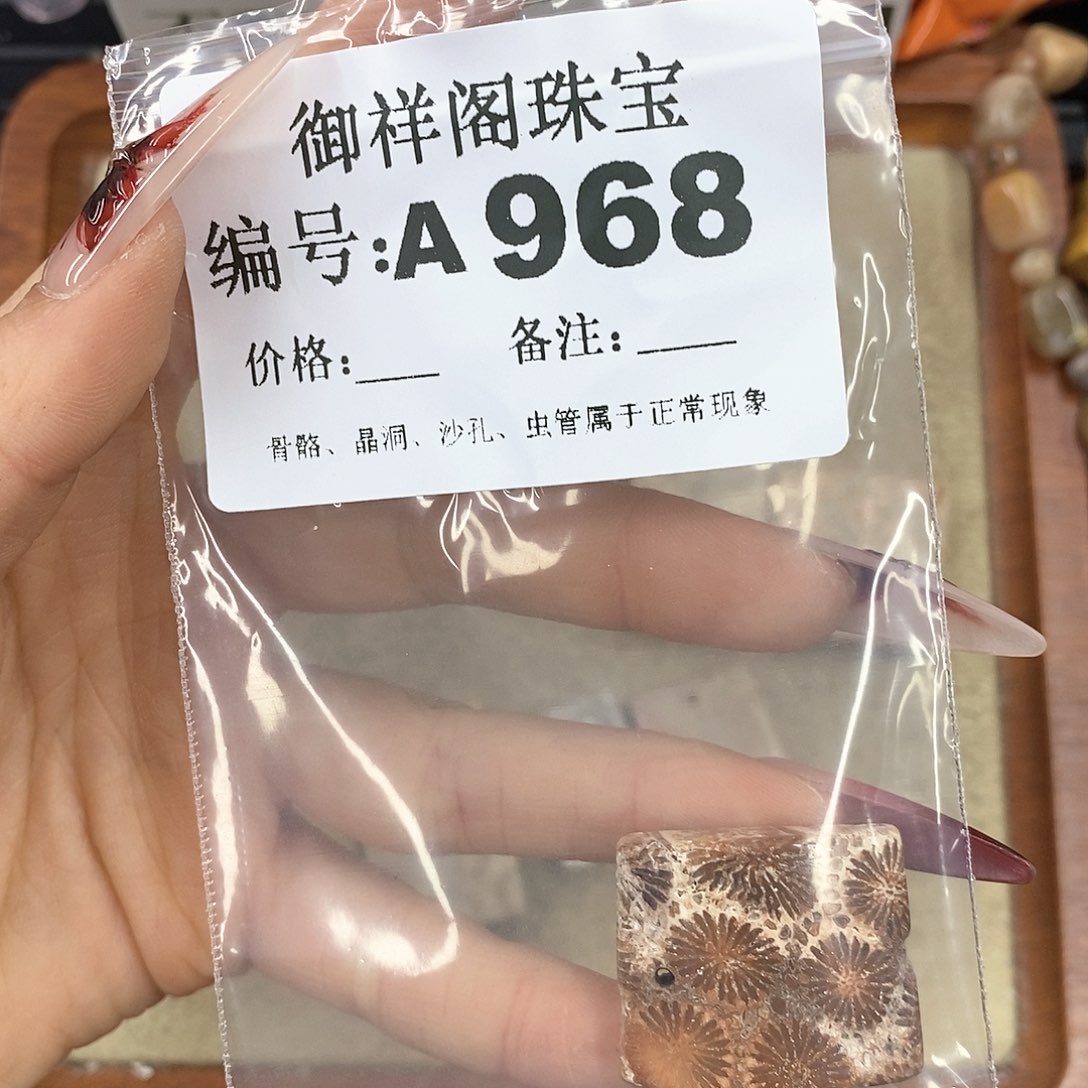 御祥阁珠宝
编号:A968
价格:___ 备注:____
骨骼、晶洞、沙孔、虫管属于正常现象